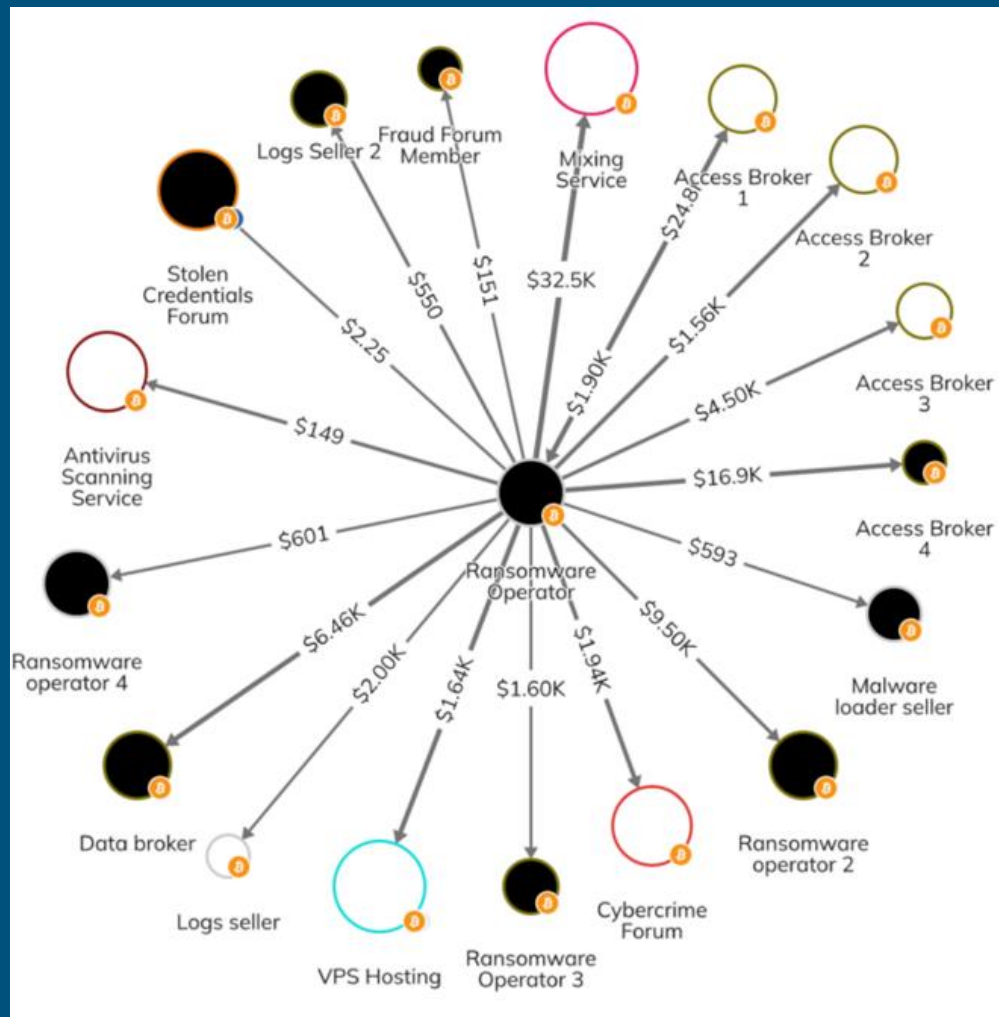 Logs Seller 2
Fraud Forum
Member
Mixing
Service
Access Broker
1
Access Broker
2
Stolen
Credentials
Forum
$2.25
$550
$151
$32.5K
$24.8K
$1.90K
$1.56K
Access Broker
3
$4.50K
Antivirus
Scanning
Service
$149
$16.9K
Access Broker
4
$601
Ransomware
Operator
$593
Ransomware
operator 4
$6.46K
$2.00K
$1.64K
$1.60K
$1.94K
$9.50K
Malware
loader seller
Data broker
Logs seller
VPS Hosting
Ransomware
Operator 3
Cybercrime
Forum
Ransomware
operator 2